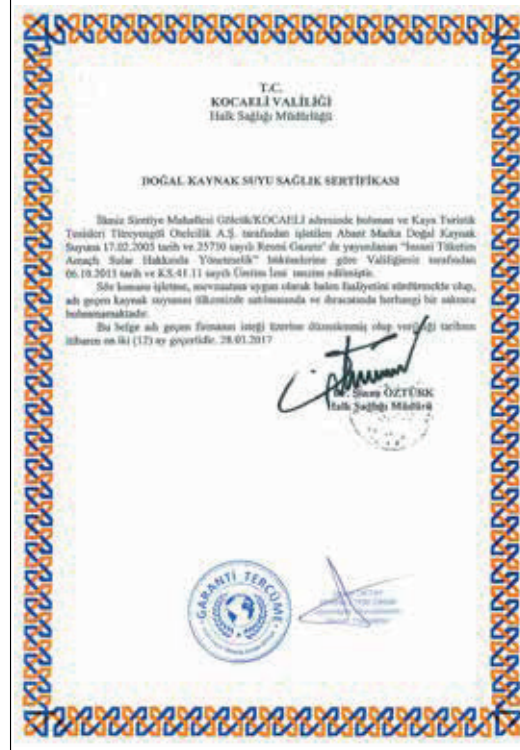 T.C.
KOCAELİ VALİLİĞİ
Halk Sağlığı Müdürlüğü
DOĞAL KAYNAK SUYU SAĞLIK SERTİFİKASI
İlimiz Siretiye Mahallesi Gölcük/KOCAELİ adresinde bulunan ve Kaya Turistik
Tesisleri Titreyengöl Otelcilik A.Ş. tarafından işletilen Abant Marka Doğal Kaynak
Suyuna 17.02.2005 tarih ve 25730 sayılı Resmi Gazete' de yayımlanan "İnsani Tüketim
Amaçlı Sular Hakkında Yönetmelik" hükümlerine göre Valiliğimiz tarafından
06.10.2013 tarih ve KS.41.11 sayılı Üretim İzni tanzim edilmiştir.
Söz konusu işletme, mevzuatına uygun olarak halen faaliyetini sürdürmekte olup,
adı geçen kaynak suyunun ülkemizde satılmasında ve ihracatında herhangi bir sakınca
bulunmamaktadır.
Bu belge adı geçen firmanın isteği üzerine düzenlenmiş olup verildiği tarihten
itibaren on iki (12) ay geçerlidir. 28.03.2017
ÖZTÜRK
Halk Sağlığı Müdürü
GARANTİ TERCÜME